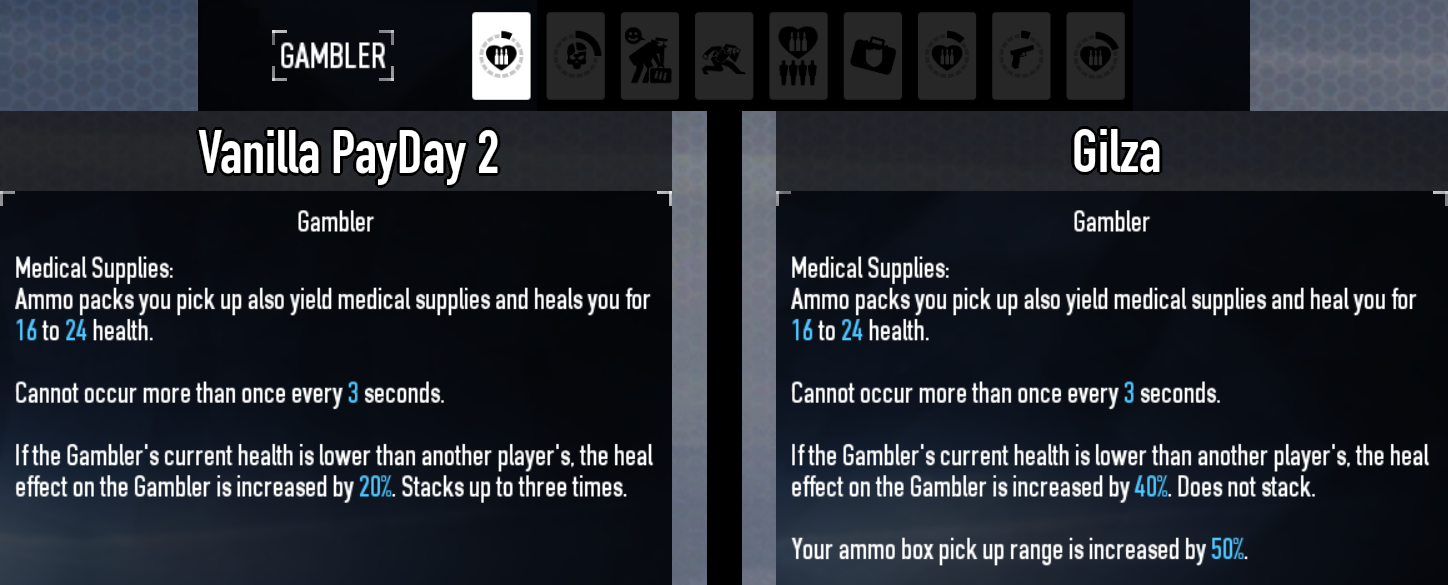 GAMBLER
Vanilla PayDay 2
Gambler
Medical Supplies:
Ammo packs you pick up also yield medical supplies and heals you for
16 to 24 health.
Cannot occur more than once every 3 seconds.
If the Gambler's current health is lower than another player's, the heal
effect on the Gambler is increased by 20%. Stacks up to three times.
Gilza
Gambler
Medical Supplies:
Ammo packs you pick up also yield medical supplies and heal you for
16 to 24 health.
Cannot occur more than once every 3 seconds.
If the Gambler's current health is lower than another player's, the heal
effect on the Gambler is increased by 40%. Does not stack.
Your ammo box pick up range is increased by 50%.